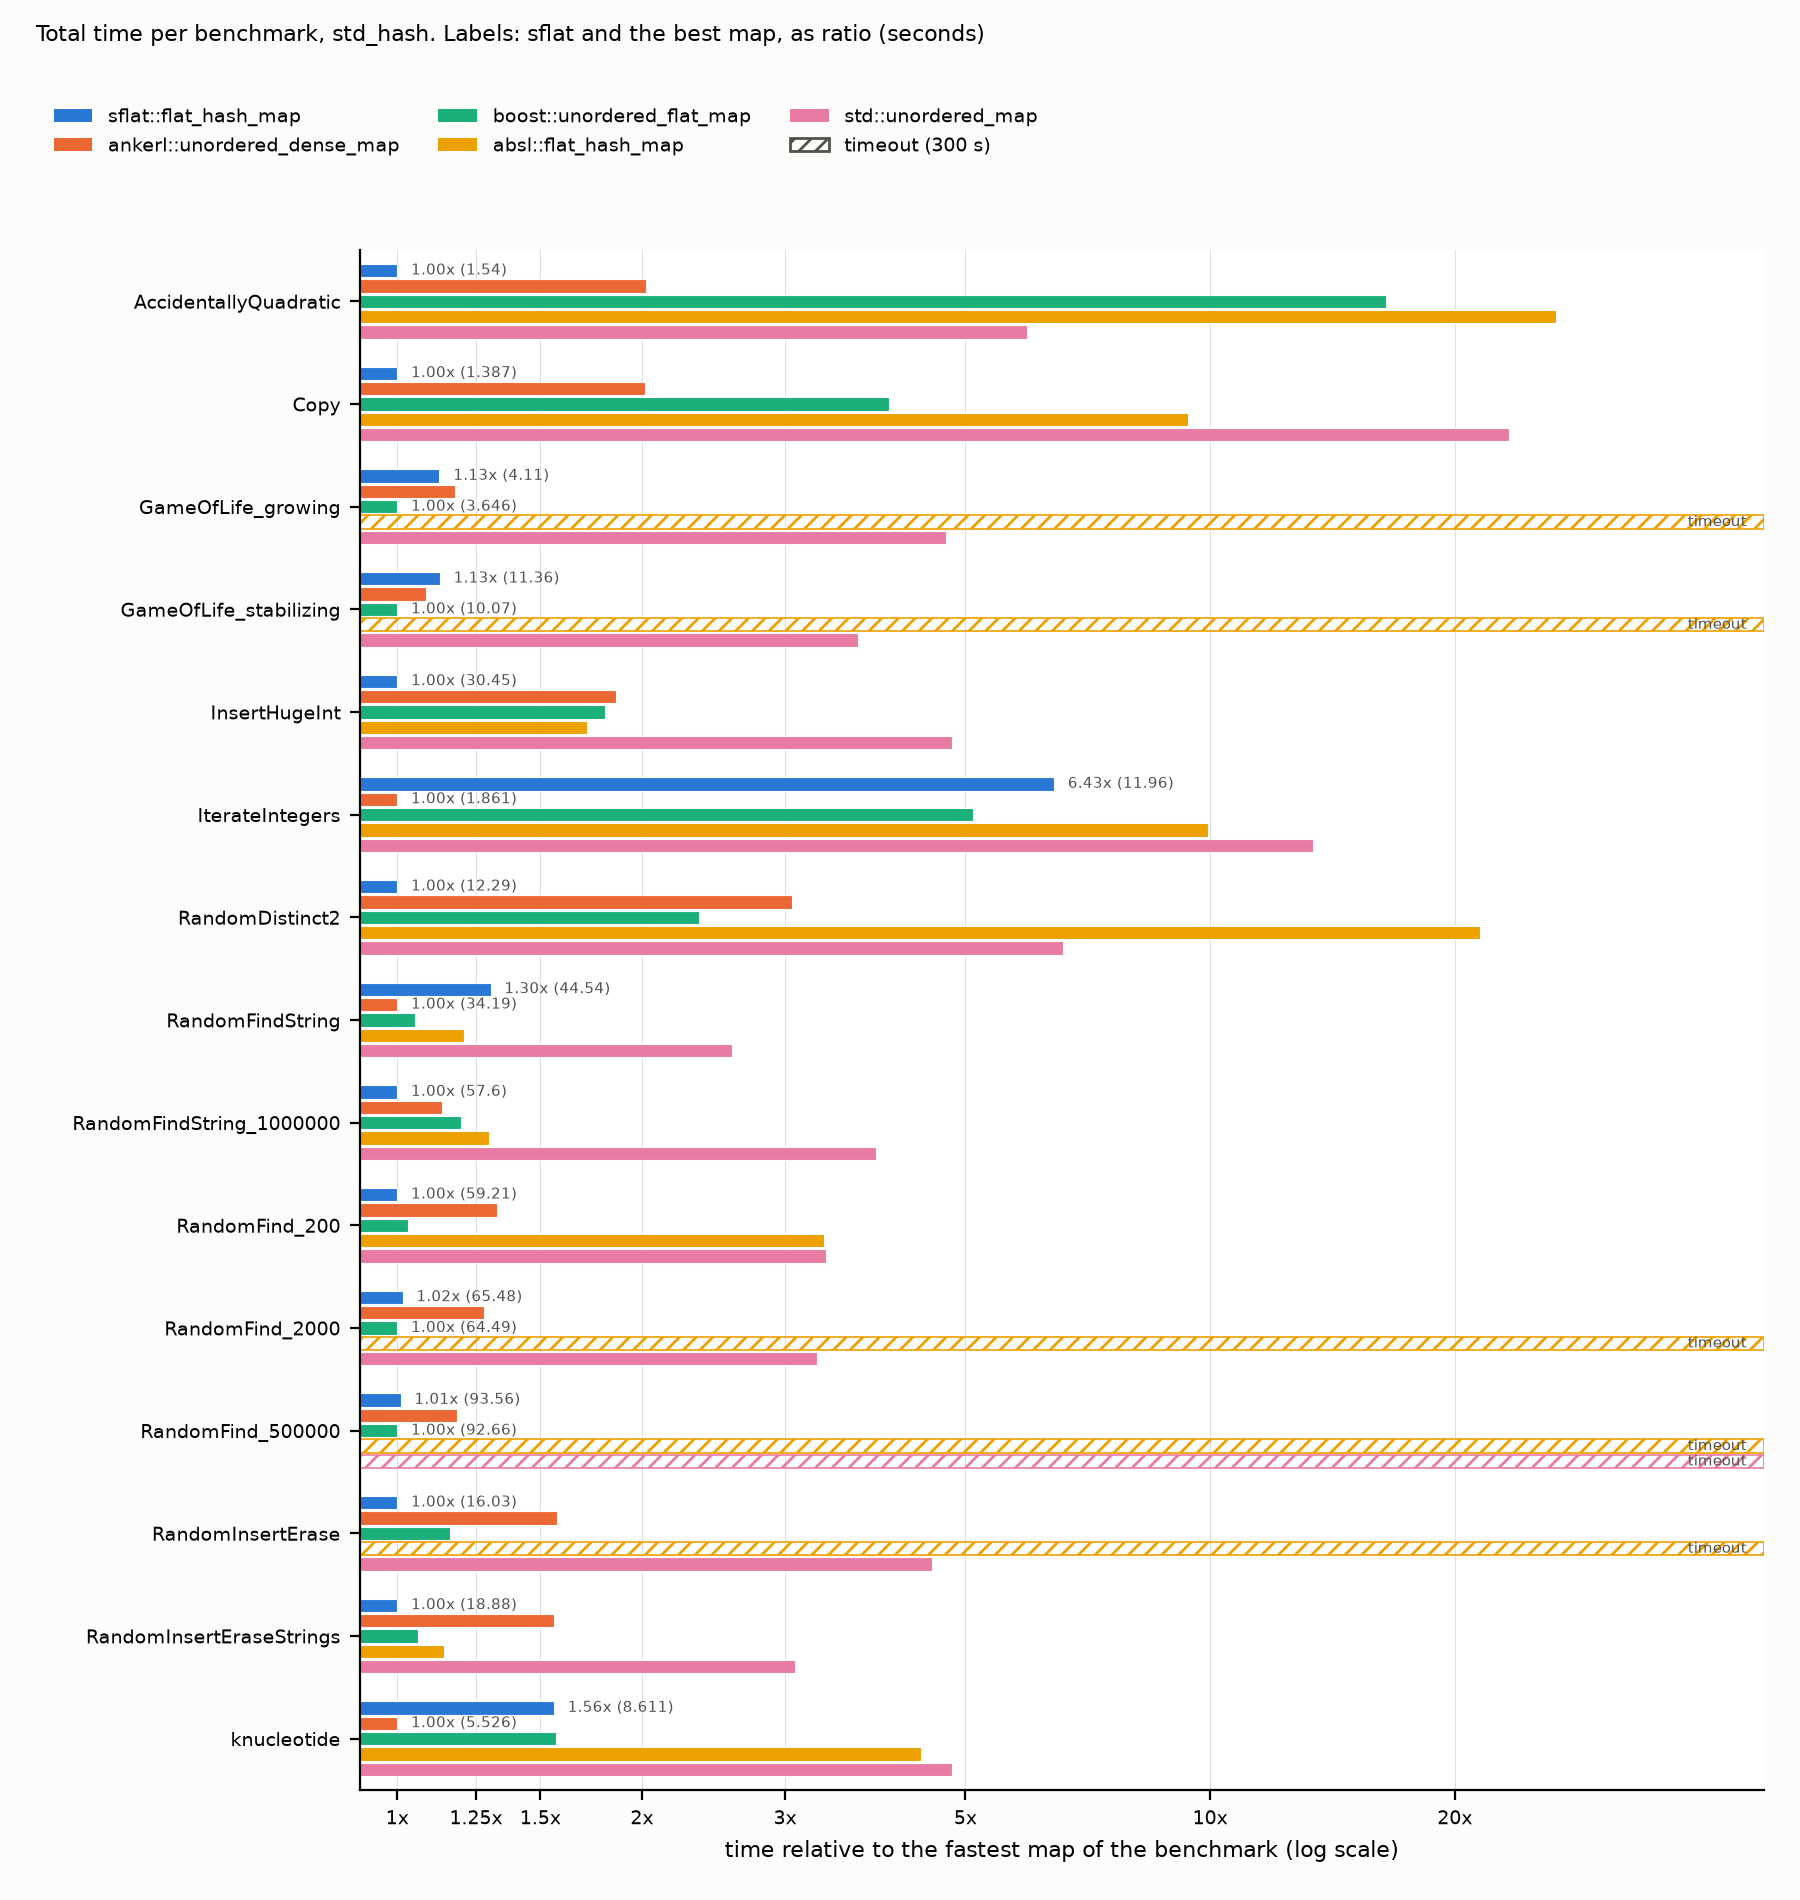 Total time per benchmark, std_hash. Labels: sflat and the best map, as ratio (seconds)
sflat::flat_hash_map
ankerl::unordered_dense_map
boost::unordered_flat_map
absl::flat_hash_map
std::unordered_map
timeout (300 s)
AccidentallyQuadratic
1.00x (1.54)
Copy
1.00x (1.387)
GameOfLife_growing
1.13x (4.11)
1.00x (3.646)
timeout
GameOfLife_stabilizing
1.13x (11.36)
1.00x (10.07)
timeout
InsertHugeInt
1.00x (30.45)
IterateIntegers
6.43x (11.96)
1.00x (1.861)
RandomDistinct2
1.00x (12.29)
RandomFindString
1.30x (44.54)
1.00x (34.19)
RandomFindString_1000000
1.00x (57.6)
RandomFind_200
1.00x (59.21)
RandomFind_2000
1.02x (65.48)
1.00x (64.49)
timeout
RandomFind_500000
1.01x (93.56)
1.00x (92.66)
timeout
timeout
RandomInsertErase
1.00x (16.03)
timeout
RandomInsertEraseStrings
1.00x (18.88)
knucleotide
1.56x (8.611)
1.00x (5.526)
1x 1.25x 1.5x 2x 3x 5x 10x 20x
time relative to the fastest map of the benchmark (log scale)